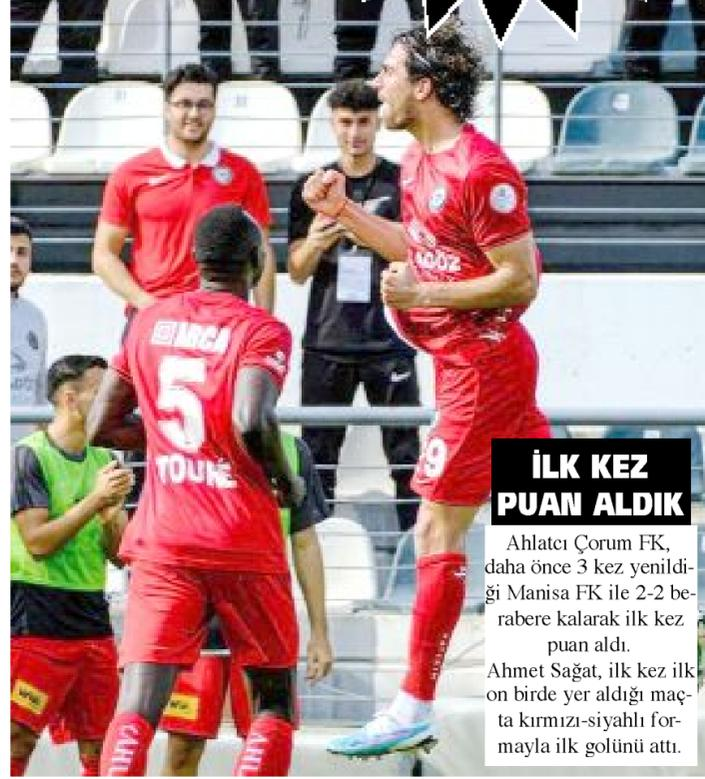 ARCA
5
TOURE
9
İLK KEZ
PUAN ALDIK
Ahlatcı Çorum FK,
daha önce 3 kez yenildi-
ği Manisa FK ile 2-2 be-
rabere kalarak ilk kez
puan aldı.
Ahmet Sağat, ilk kez ilk
on birde yer aldığı maç-
ta kırmızı-siyahlı for-
mayla ilk golünü attı.